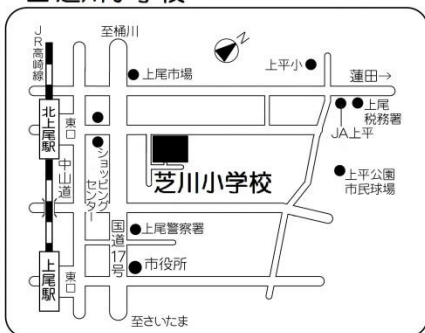 JR高崎線
至桶川
上尾市場
上平小
蓮田→
北上尾駅
東口
上尾税務署
JA上平
中山道
ショッピングセンター
芝川小学校
上平公園
市民球場
国道17号
上尾警察署
上尾駅
東口
市役所
至さいたま